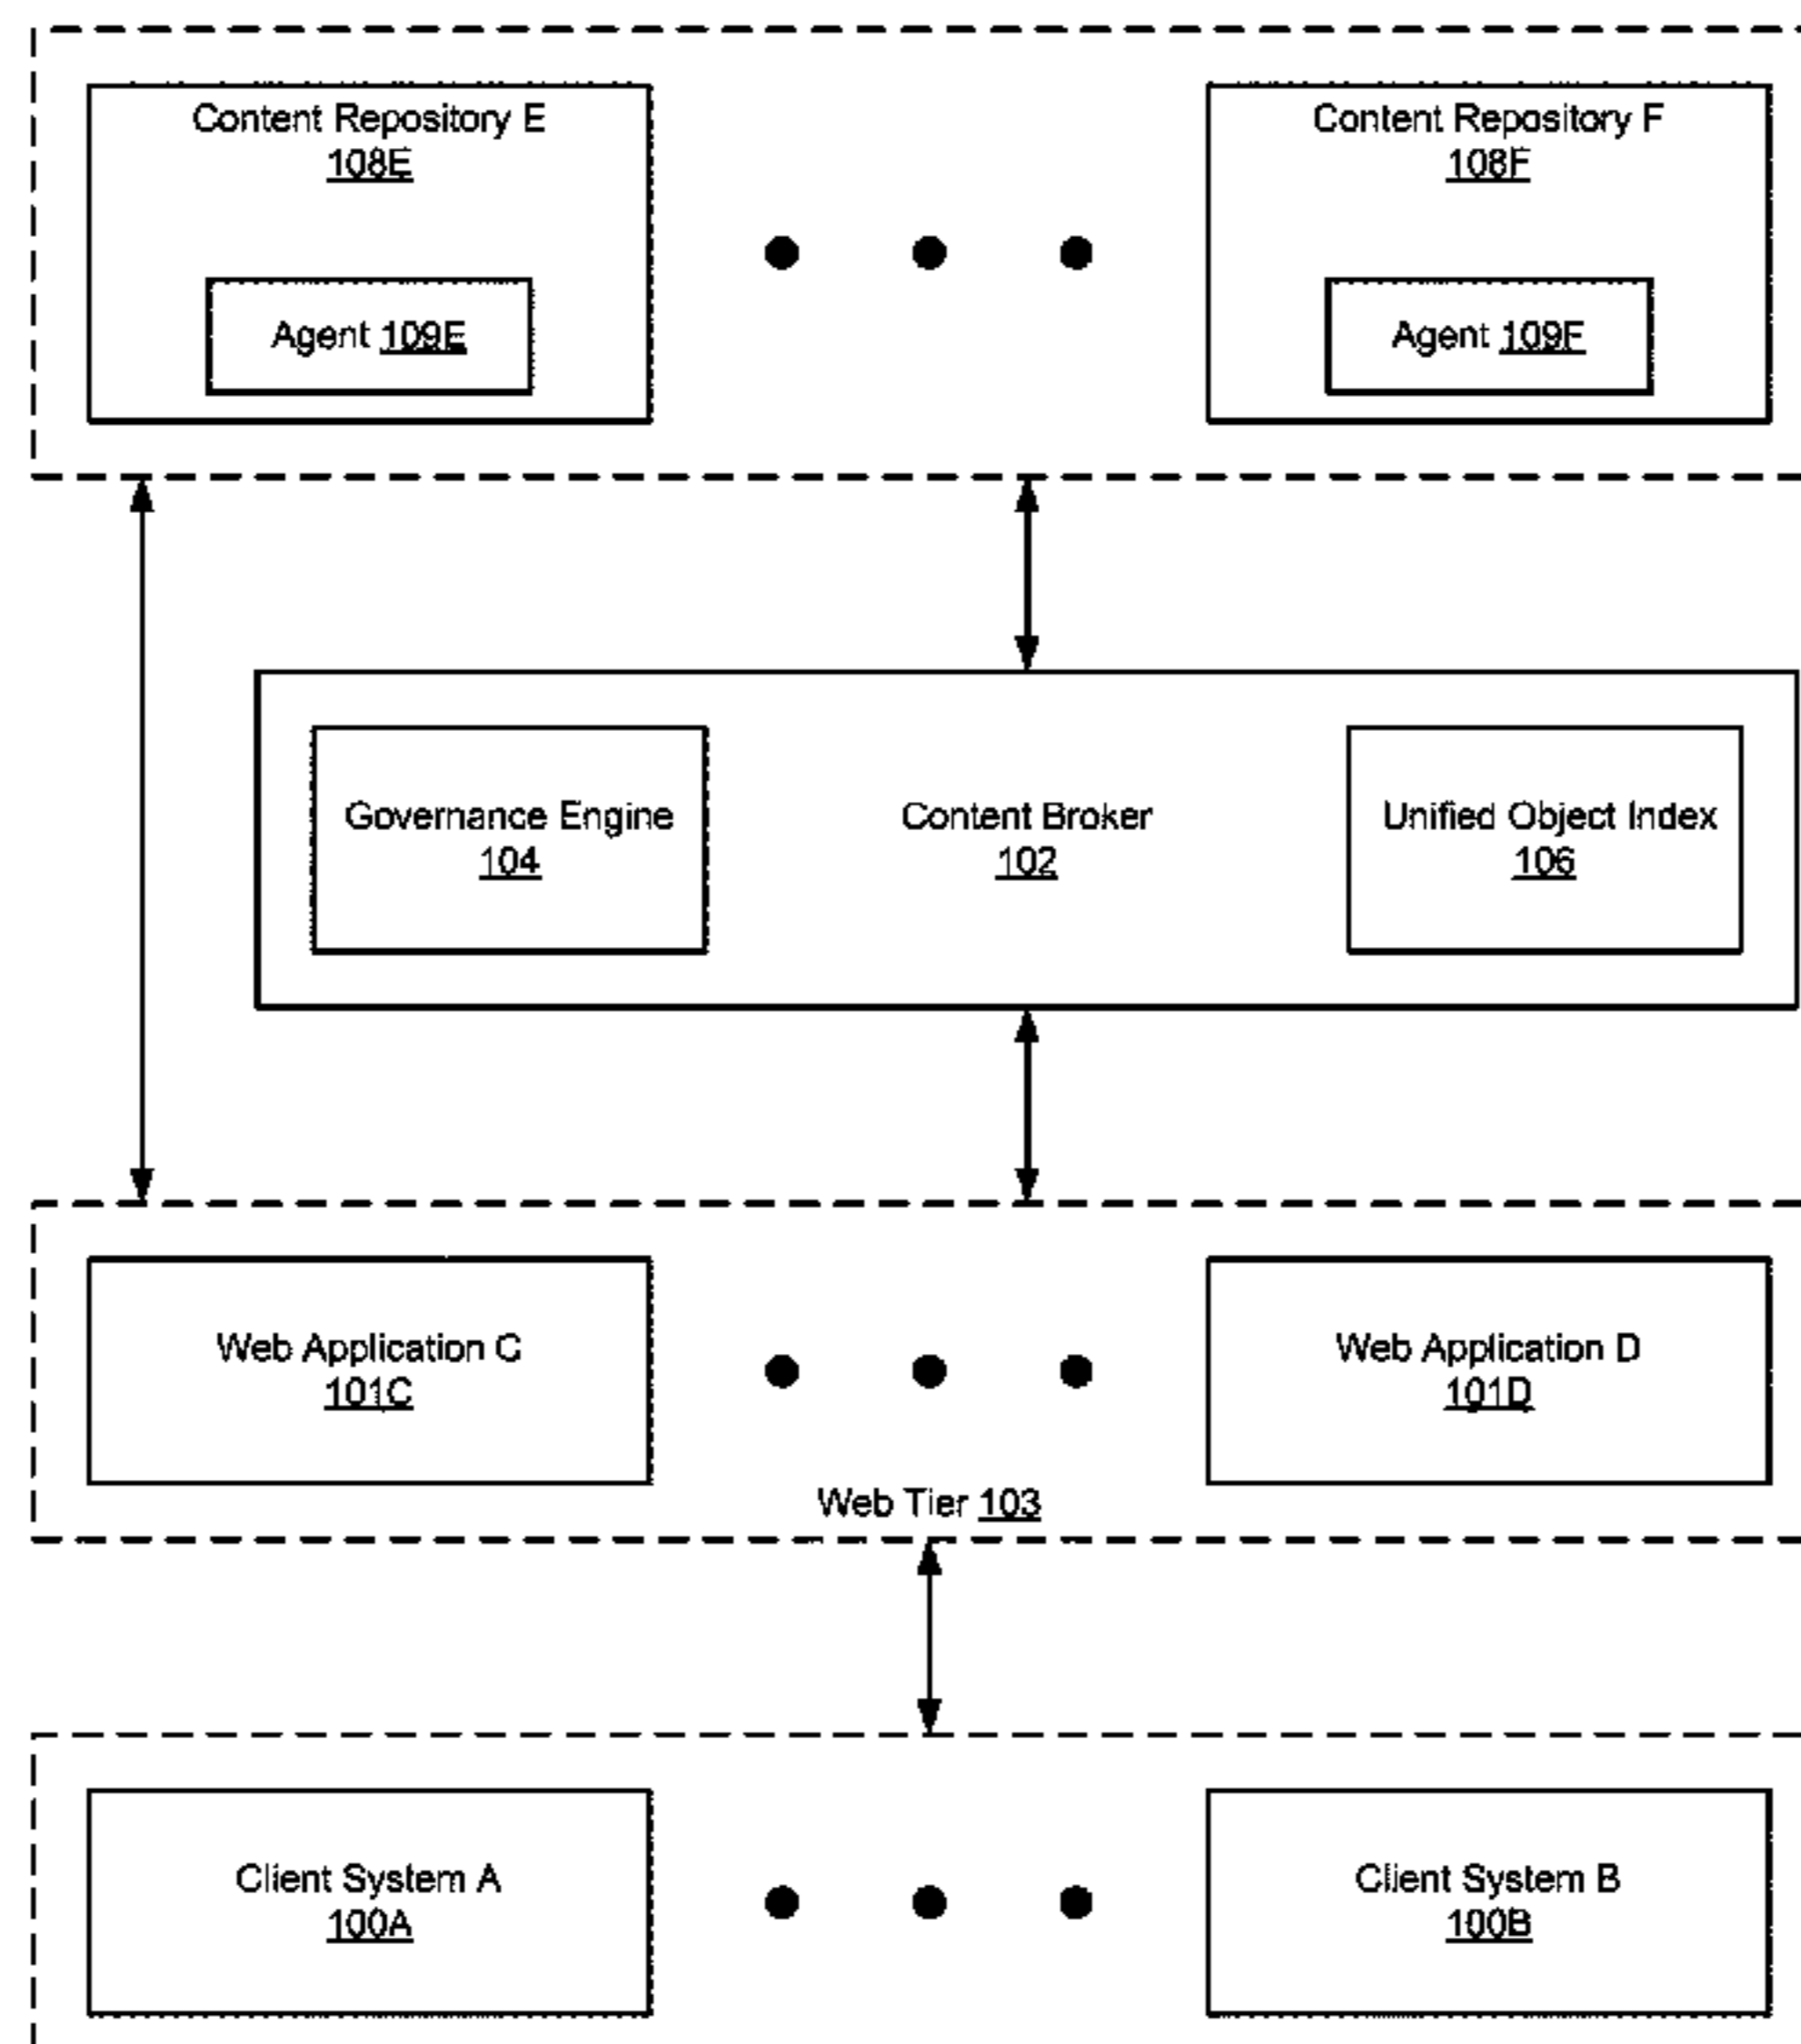 Content Repository E
108E
Agent 109E
Content Repository F
108F
Agent 109F
Governance Engine
104
Content Broker
102
Unified Object Index
106
Web Application C
101C
Web Application D
101D
Web Tier 103
Client System A
100A
Client System B
100B